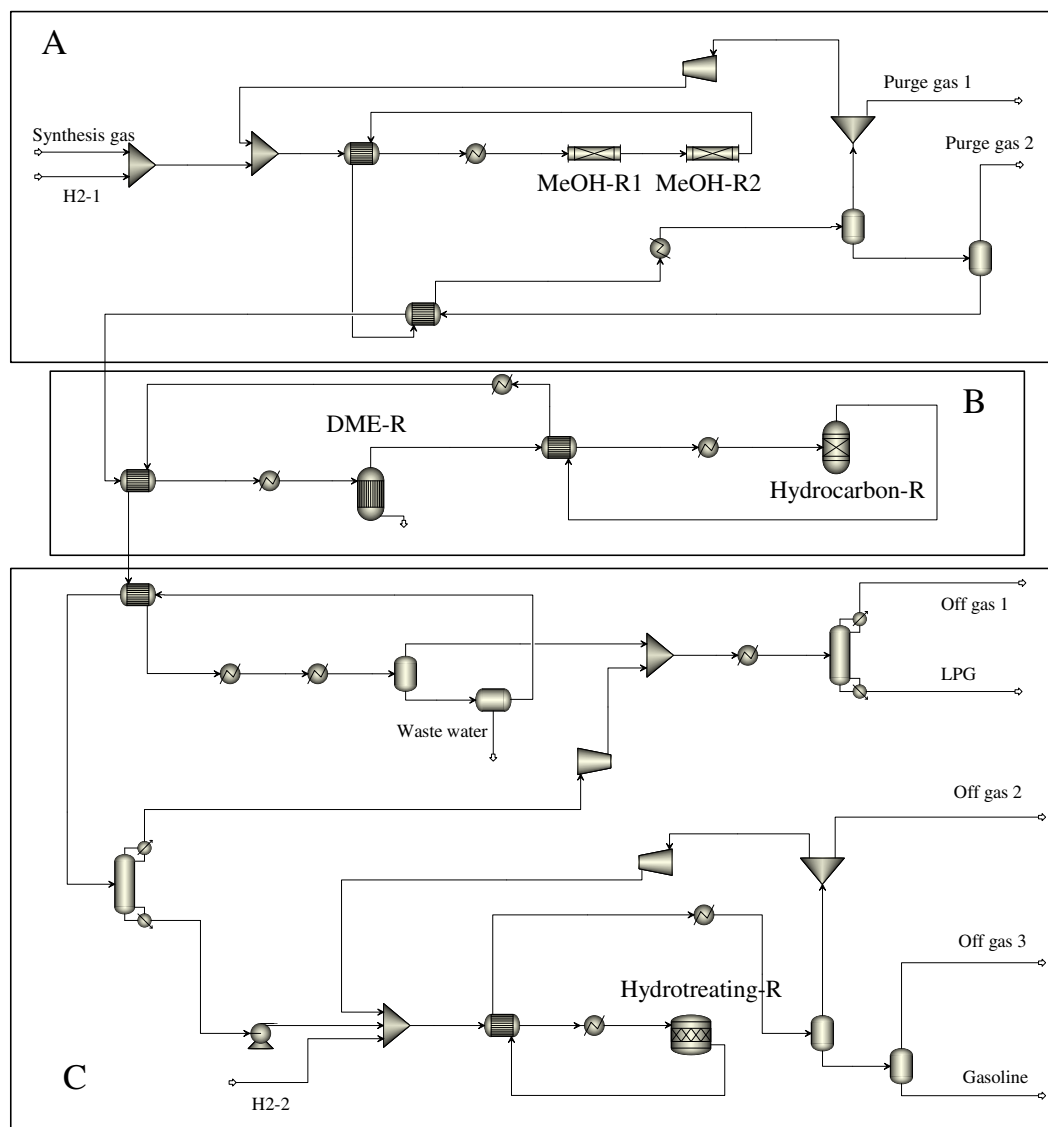 A
Purge gas 1
Synthesis gas
Purge gas 2
H2-1
MeOH-R1
MeOH-R2
B
DME-R
Hydrocarbon-R
Off gas 1
LPG
Waste water
Off gas 2
Off gas 3
Hydrotreating-R
C
H2-2
Gasoline